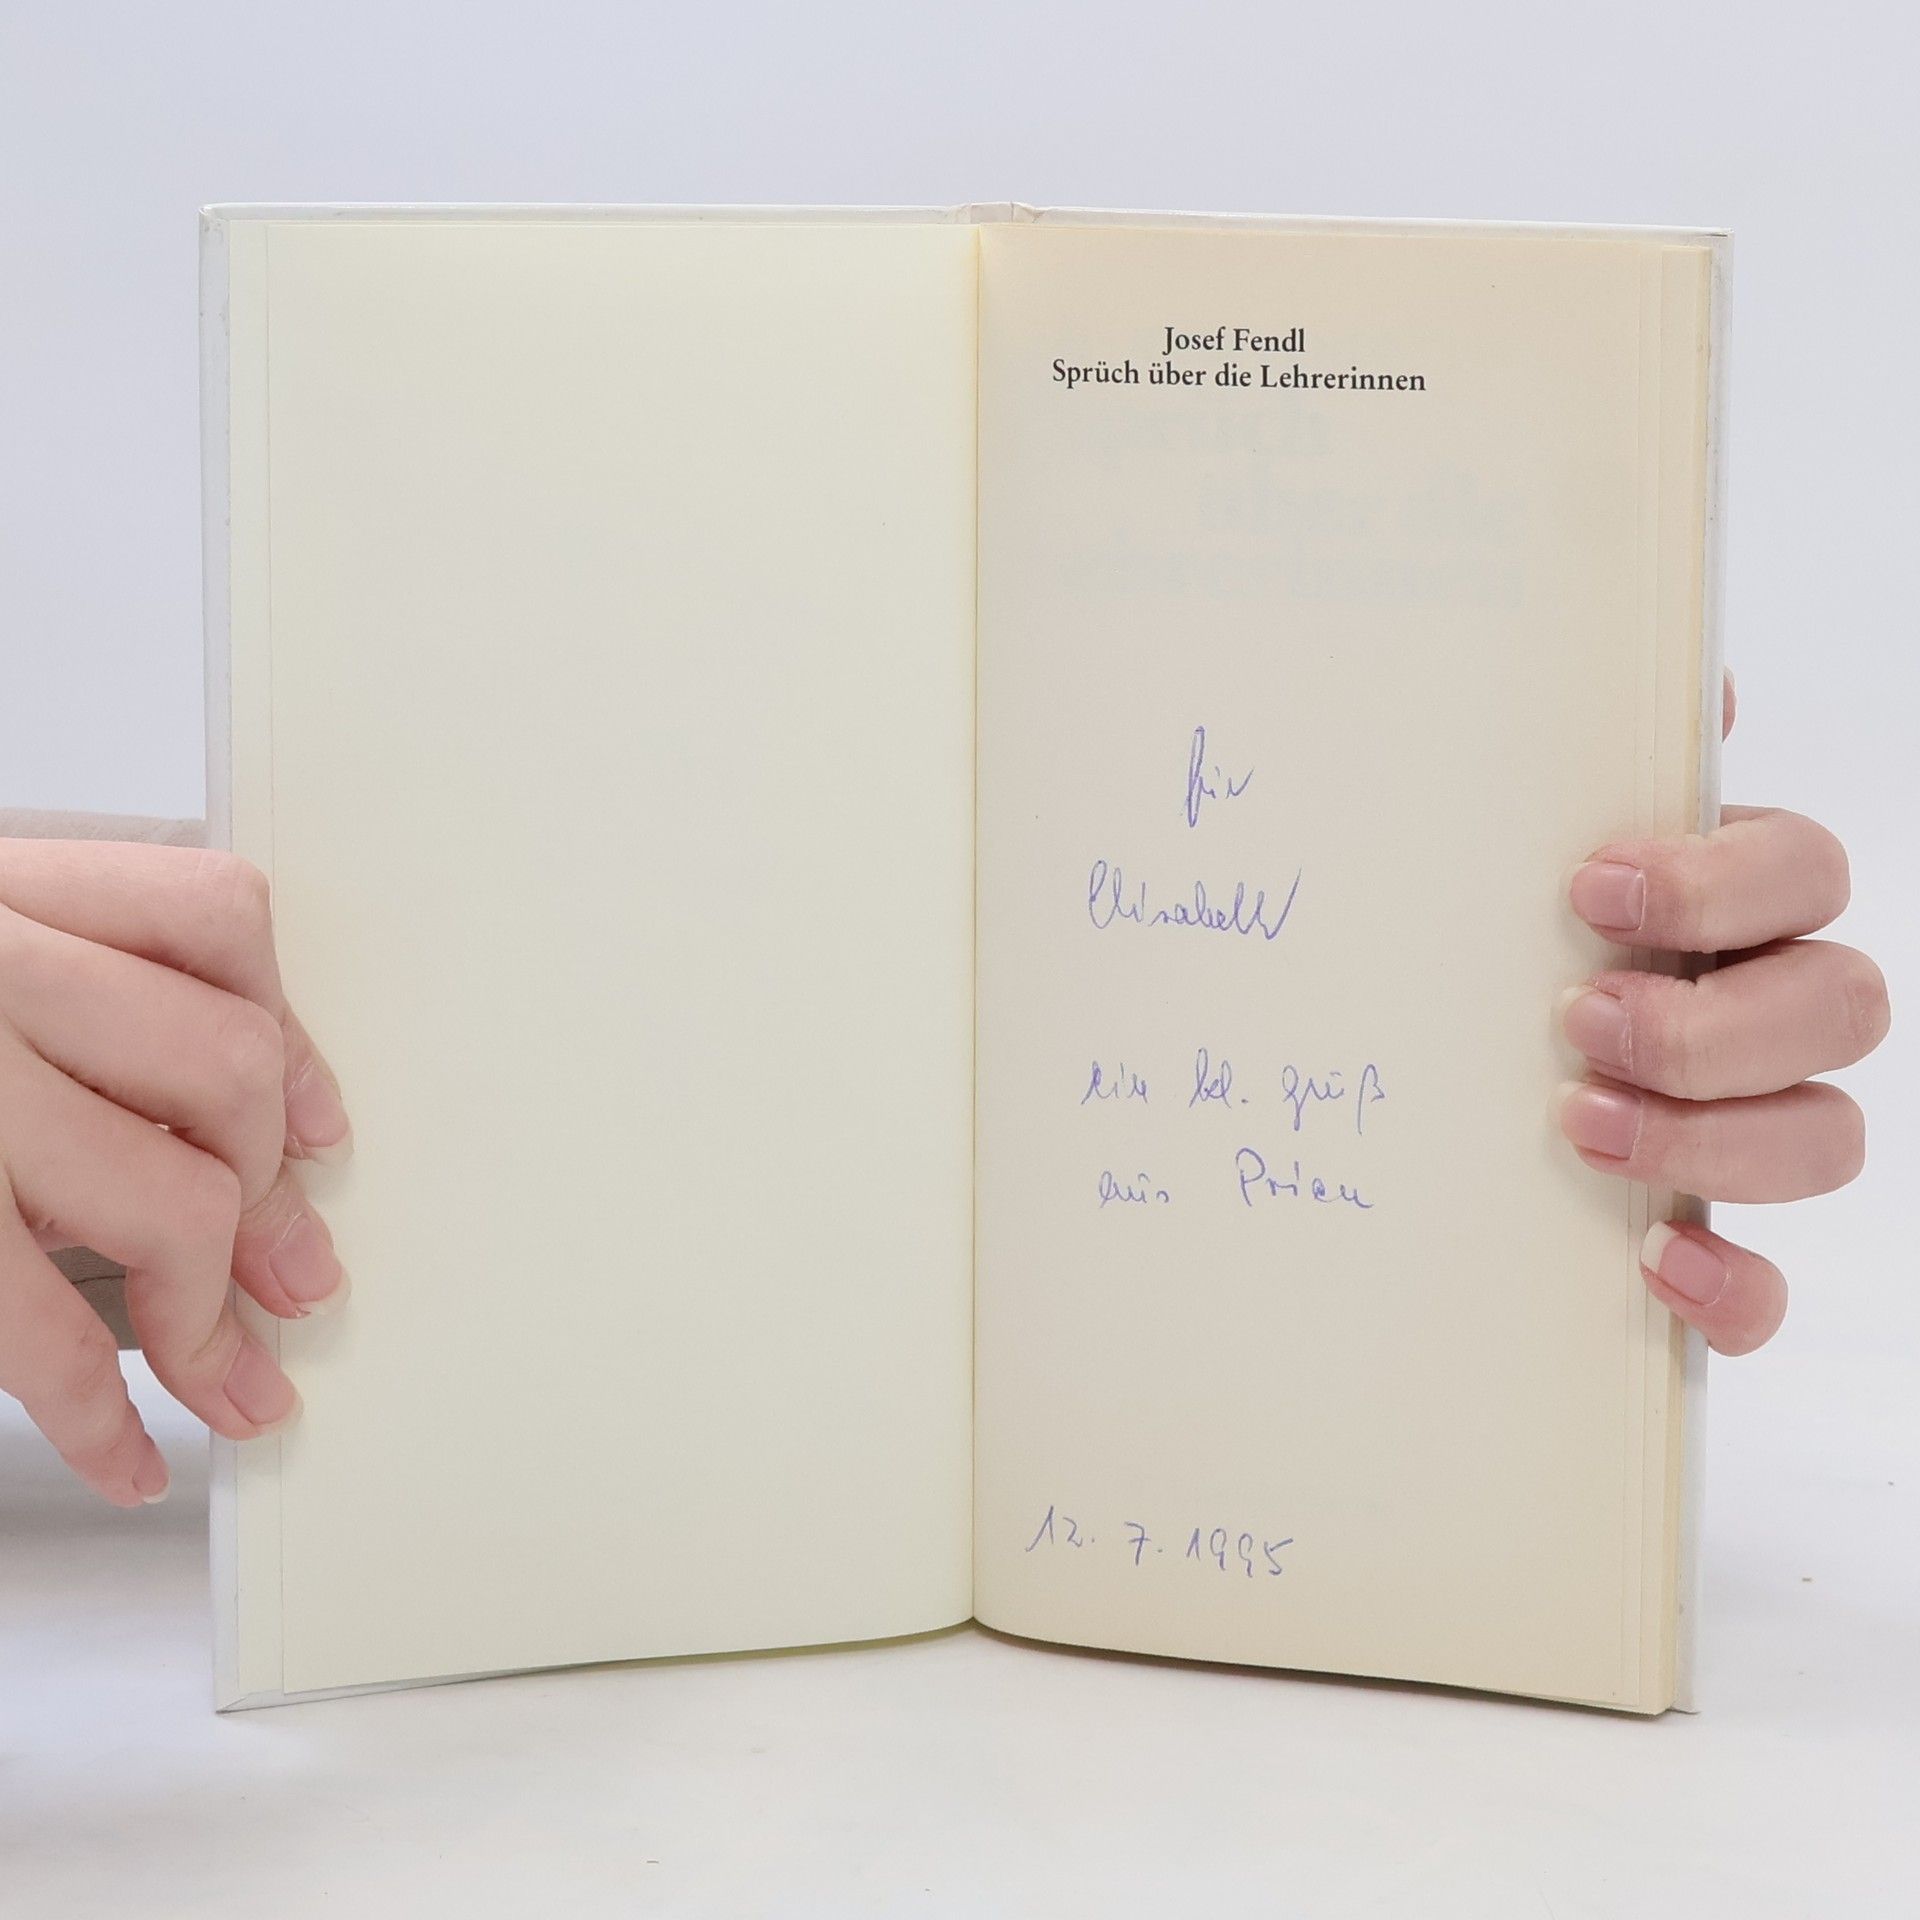 Josef Fendl
Sprüch über die Lehrerinnen
für
Elisabeth
ein kl. Gruß
aus Prien
12. 7. 1995